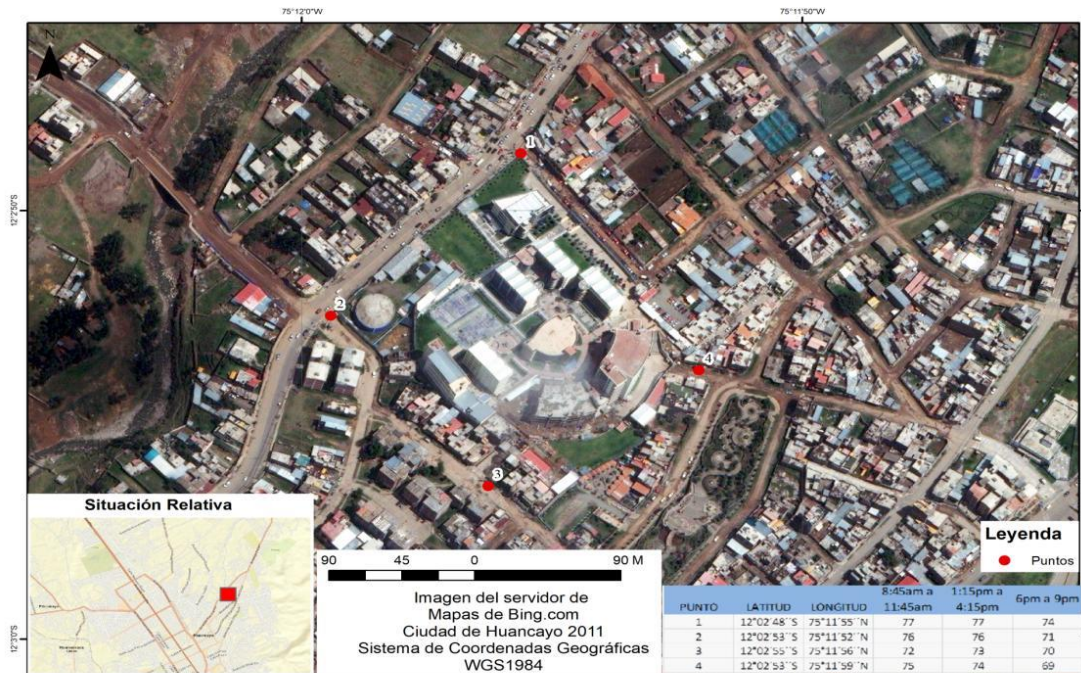 75°12'0"W
75°11'50"W
N
1
12°2'50"S
2
4
3
Situación Relativa
Leyenda
Puntos
90 45 0 90 M
Imagen del servidor de
Mapas de Bing.com
Ciudad de Huancayo 2011
Sistema de Coordenadas Geográficas
WGS1984
12°3'0"S
PUNTO LATITUD LONGITUD 8:45am a 11:45am 1:15pm a 4:15pm 6pm a 9pm
1 12°02´48´´S 75°11´55´´N 77 77 74
2 12°02´53´´S 75°11´52´´N 76 76 71
3 12°02´55´´S 75°11´56´´N 72 73 70
4 12°02´53´´S 75°11´59´´N 75 74 69